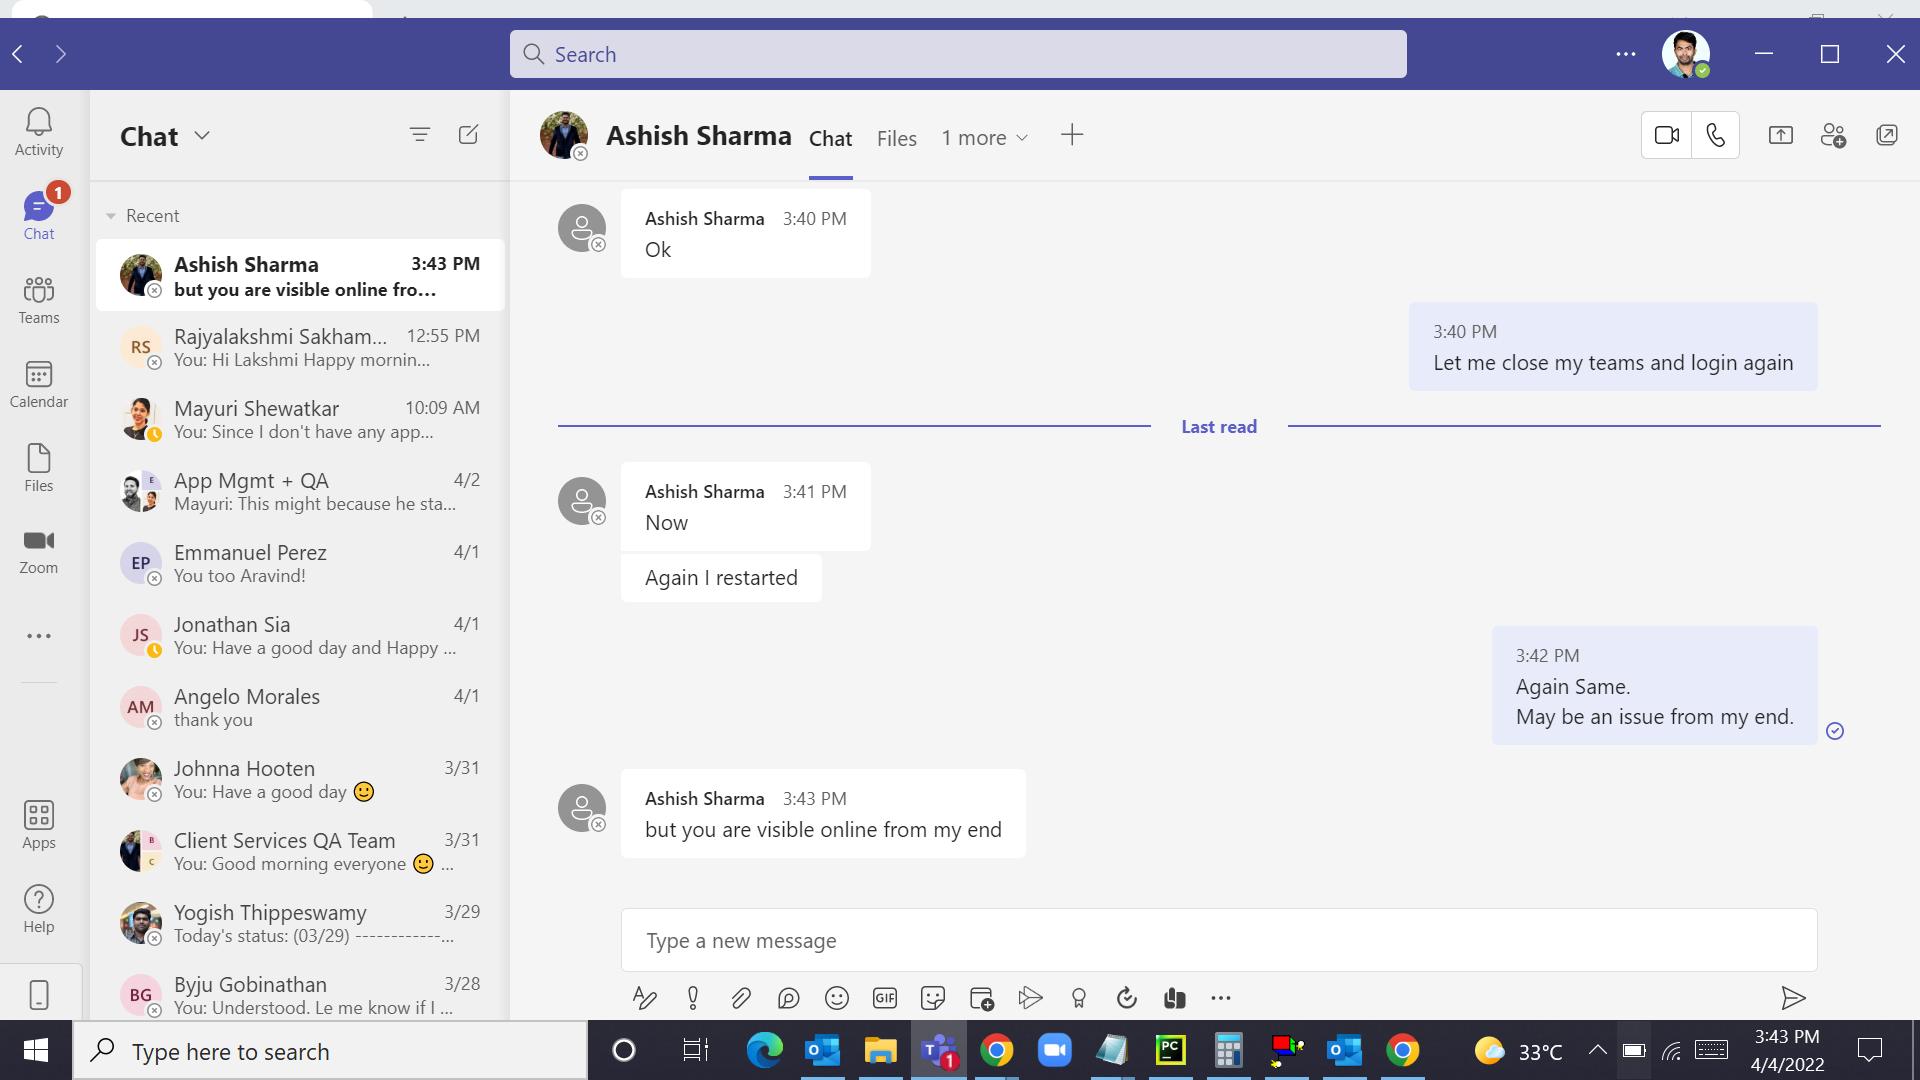 Search
Activity
1
Chat
Teams
Calendar
Files
Zoom
Apps
Help
Chat
Recent
Ashish Sharma 3:43 PM
but you are visible online fro...
RS
Rajyalakshmi Sakham... 12:55 PM
You: Hi Lakshmi Happy mornin...
Mayuri Shewatkar 10:09 AM
You: Since I don't have any app...
E
App Mgmt + QA 4/2
Mayuri: This might because he sta...
EP
Emmanuel Perez 4/1
You too Aravind!
JS
Jonathan Sia 4/1
You: Have a good day and Happy ...
AM
Angelo Morales 4/1
thank you
Johnna Hooten 3/31
You: Have a good day 🙂
B
C
Client Services QA Team 3/31
You: Good morning everyone 🙂 ...
Yogish Thippeswamy 3/29
Today's status: (03/29) ------------...
BG
Byju Gobinathan 3/28
You: Understood. Le me know if I ...
Ashish Sharma Chat Files 1 more
Ashish Sharma 3:40 PM
Ok
3:40 PM
Let me close my teams and login again
Last read
Ashish Sharma 3:41 PM
Now
Again I restarted
3:42 PM
Again Same.
May be an issue from my end.
Ashish Sharma 3:43 PM
but you are visible online from my end
Type a new message
GIF
Type here to search
T
1
PC
33°C
3:43 PM
4/4/2022